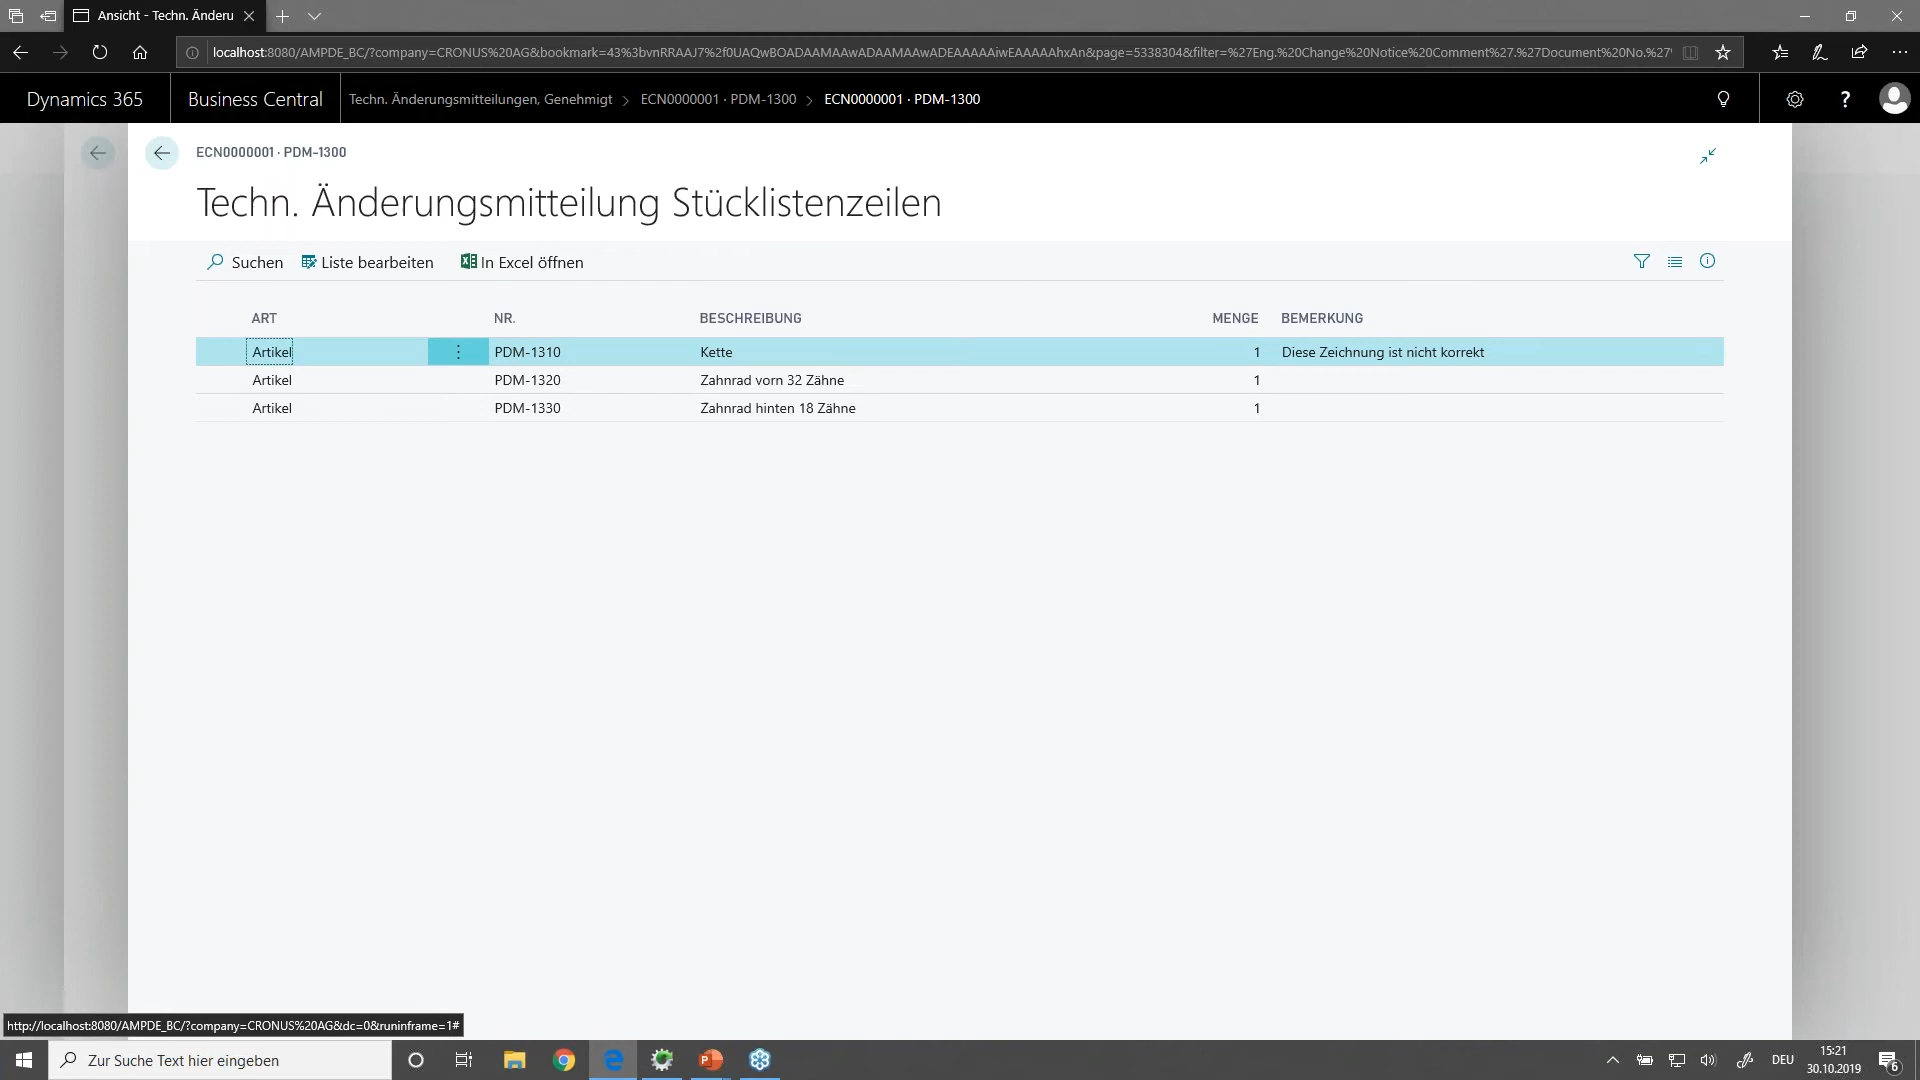 Ansicht - Techn. Änderu
localhost:8080/AMPDE_BC/?company=CRONUS%20AG&bookmark=43%3bvnRRAAJ7%2f0UAQwBOADAAMAAwADAAMAAwADEAAAAAiwEAAAAAhxAn&page=5338304&filter=%27Eng.%20Change%20Notice%20Comment%27.%27Document%20No.%27
Dynamics 365 Business Central Techn. Änderungsmitteilungen, Genehmigt > ECN0000001 · PDM-1300 > ECN0000001 · PDM-1300
ECN0000001 · PDM-1300
Techn. Änderungsmitteilung Stücklistenzeilen
Suchen Liste bearbeiten In Excel öffnen
ART NR. BESCHREIBUNG MENGE BEMERKUNG
Artikel PDM-1310 Kette 1 Diese Zeichnung ist nicht korrekt
Artikel PDM-1320 Zahnrad vorn 32 Zähne 1
Artikel PDM-1330 Zahnrad hinten 18 Zähne 1
http://localhost:8080/AMPDE_BC/?company=CRONUS%20AG&dc=0&runinframe=1#
Zur Suche Text hier eingeben
DEU
15:21
30.10.2019
6